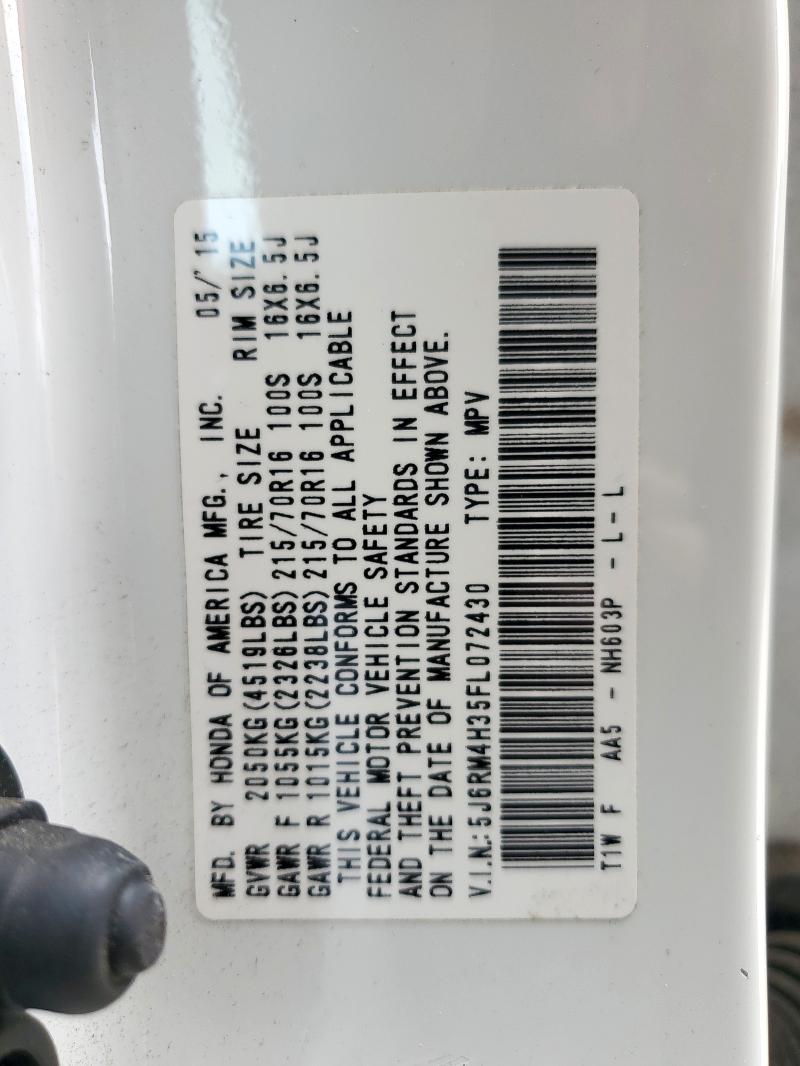 MFD. BY HONDA OF AMERICA MFG., INC. 05/'15
GVWR 2050KG(4519LBS) TIRE SIZE RIM SIZE
GAWR F 1055KG(2326LBS) 215/70R16 100S 16X6.5J
GAWR R 1015KG(2238LBS) 215/70R16 100S 16X6.5J
THIS VEHICLE CONFORMS TO ALL APPLICABLE
FEDERAL MOTOR VEHICLE SAFETY
AND THEFT PREVENTION STANDARDS IN EFFECT
ON THE DATE OF MANUFACTURE SHOWN ABOVE.
V.I.N.: 5J6RM4H35FL072430 TYPE: MPV
T1W F AA5 - NH603P - L - L